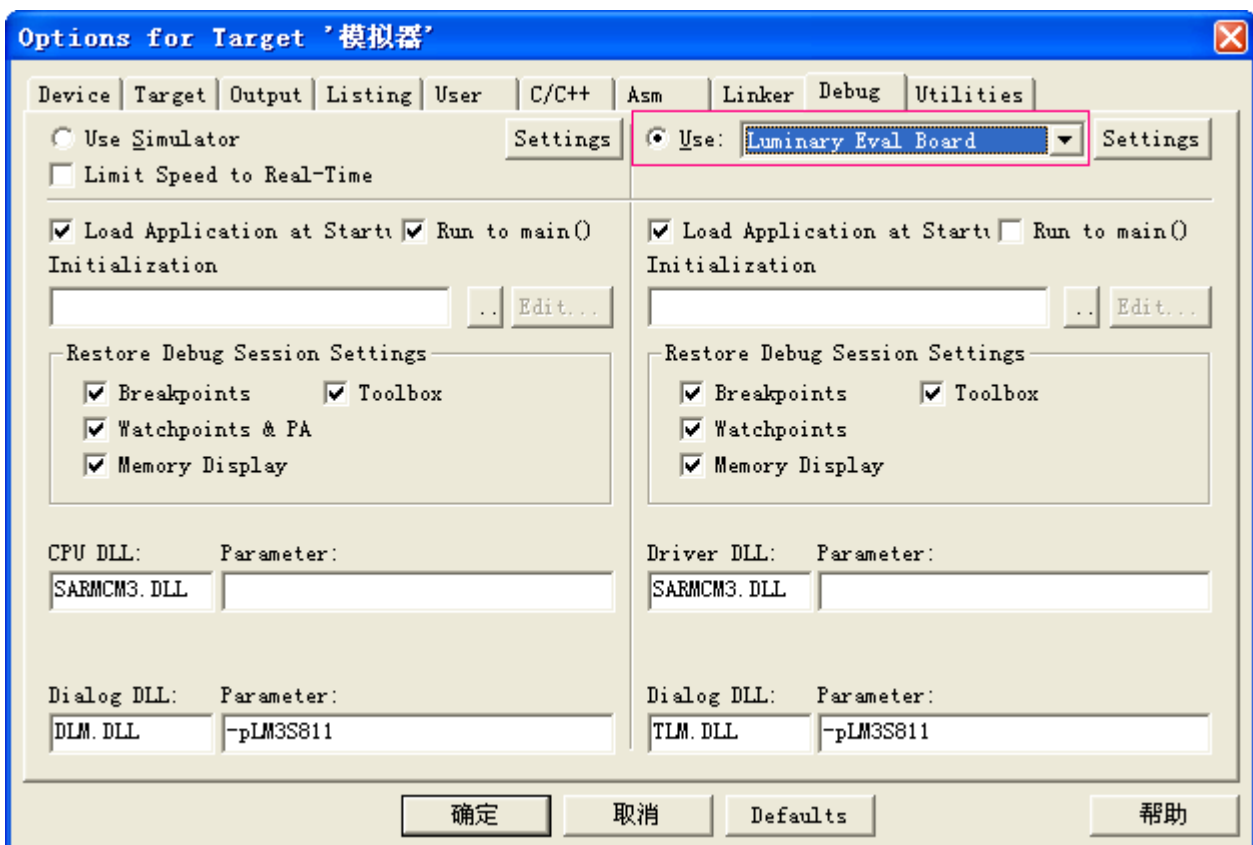 Options for Target '模拟器'
Device Target Output Listing User C/C++ Asm Linker Debug Utilities
Use Simulator Settings Use: Luminary Eval Board Settings
Limit Speed to Real-Time
Load Application at Startu Run to main() Load Application at Startu Run to main()
Initialization Initialization
.. Edit... .. Edit...
Restore Debug Session Settings Restore Debug Session Settings
Breakpoints Toolbox Breakpoints Toolbox
Watchpoints & PA Watchpoints
Memory Display Memory Display
CPU DLL: Parameter: Driver DLL: Parameter:
SARMCM3.DLL SARMCM3.DLL
Dialog DLL: Parameter: Dialog DLL: Parameter:
DLM.DLL -pLM3S811 TLM.DLL -pLM3S811
确定 取消 Defaults 帮助